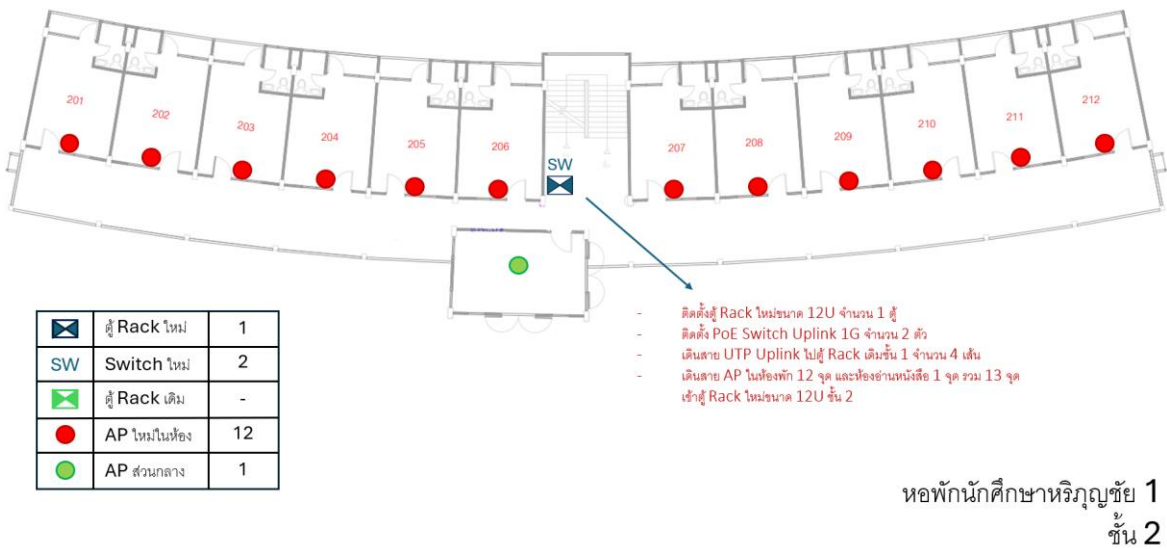 201
202
203
204
205
206
207
208
209
210
211
212
SW
ตู้ Rack ใหม่ 1
SW Switch ใหม่ 2
ตู้ Rack เดิม -
AP ใหม่ในห้อง 12
AP ส่วนกลาง 1
- ติดตั้งตู้ Rack ใหม่ขนาด 12U จำนวน 1 ตู้
- ติดตั้ง PoE Switch Uplink 1G จำนวน 2 ตัว
- เดินสาย UTP Uplink ไปตู้ Rack เดิมชั้น 1 จำนวน 4 เส้น
- เดินสาย AP ในห้องพัก 12 จุด และห้องอ่านหนังสือ 1 จุด รวม 13 จุด
เข้าตู้ Rack ใหม่ขนาด 12U ชั้น 2
หอพักนักศึกษาหริภุญชัย 1
ชั้น 2